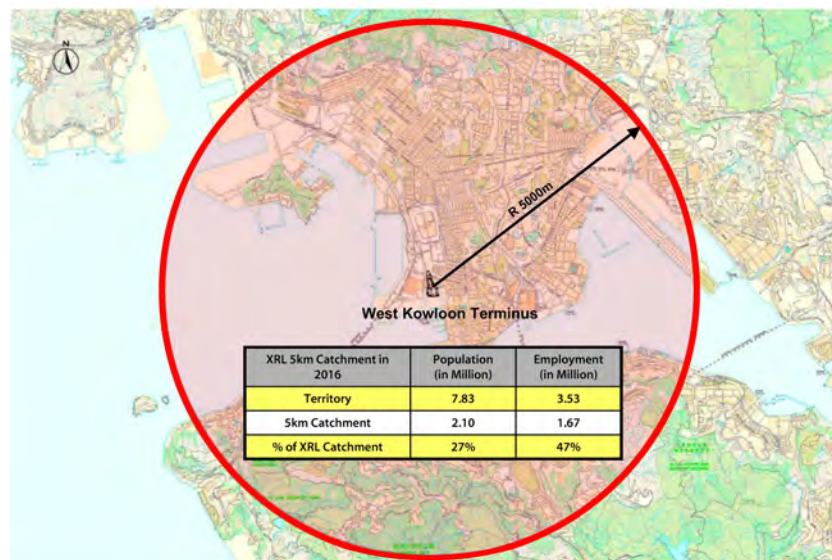 N
R 5000m
West Kowloon Terminus
XRL 5km Catchment in 2016
Population (in Million)
Employment (in Million)
Territory 7.83 3.53
5km Catchment 2.10 1.67
% of XRL Catchment 27% 47%